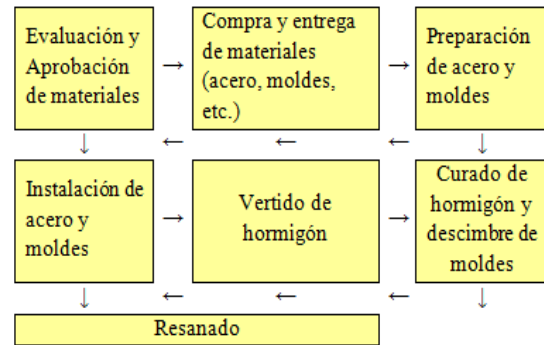 Evaluación y
Aprobación
de materiales
→
Compra y entrega
de materiales
(acero, moldes,
etc.)
→
Preparación
de acero y
moldes
↓ ← ← ← ↓
Instalación de
acero y
moldes
→
Vertido de
hormigón
→
Curado de
hormigón y
descimbre de
moldes
↓ ← ← ← ↓
Resanado